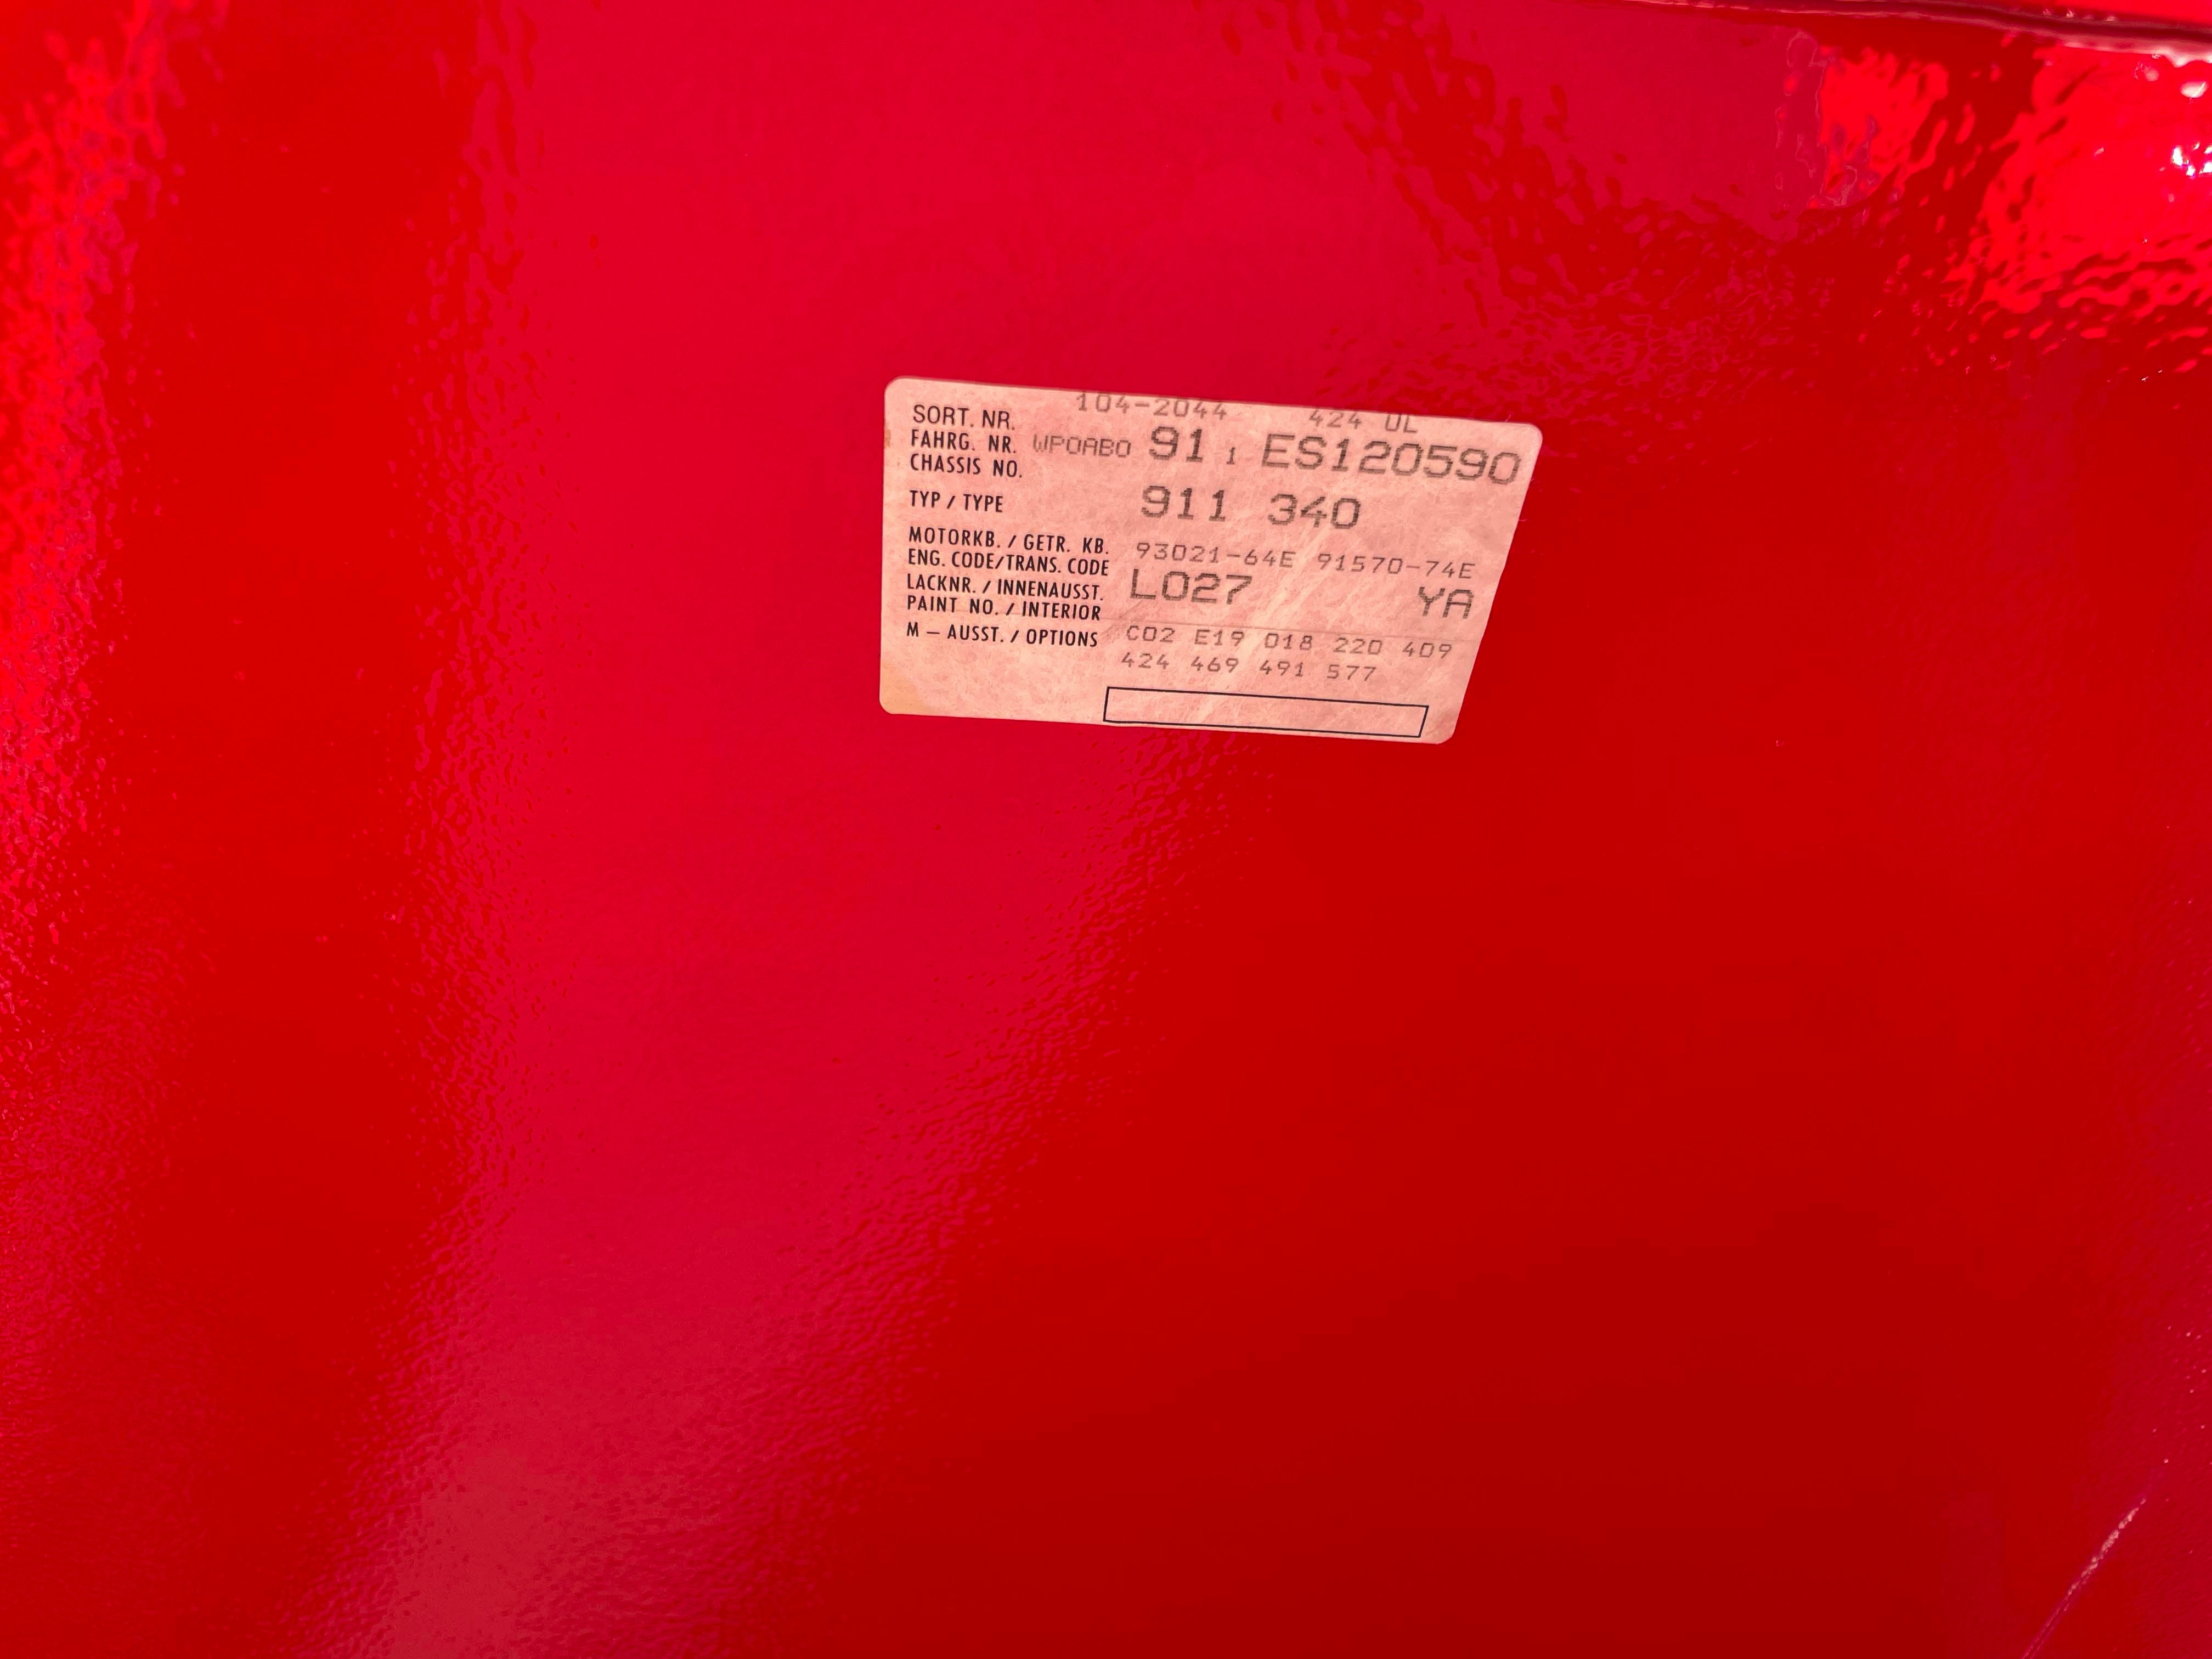 104-2044 424 UL
SORT. NR.
FAHRG. NR. WPOABO 91 1 ES120590
CHASSIS NO.
TYP / TYPE 911 340
MOTORKB. / GETR. KB. 93021-64E 91570-74E
ENG. CODE/TRANS. CODE
LACKNR. / INNENAUSST. L027 YA
PAINT NO. / INTERIOR
M – AUSST. / OPTIONS C02 E19 018 220 409
424 469 491 577